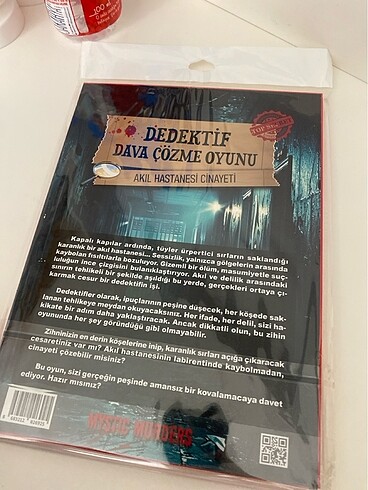 DEDEKTİF
DAVA ÇÖZME OYUNU
AKIL HASTANESİ CİNAYETİ
TOP SECRET
Kapalı kapılar ardında, tüyler ürpertici sırların saklandığı
karanlık bir akıl hastanesi... Sessizlik, yalnızca gölgelerin arasında
kaybolan fısıltılarla bozuluyor. Gizemli bir ölüm, masumiyetle suç-
luluğun ince çizgisini bulanıklaştırıyor. Akıl ve delilik arasındaki
sınırın tehlikeli bir şekilde aşıldığı bu yerde, gerçekleri ortaya çı-
karmak cesur bir dedektifin işi.
Dedektifler olarak, ipuçlarının peşine düşecek, her köşede sak-
lanan tehlikeye meydan okuyacaksınız. Her ifade, her delil, sizi ha-
kikate bir adım daha yaklaştıracak. Ancak dikkatli olun, bu zihin
oyununda her şey göründüğü gibi olmayabilir.
Zihninizin en derin köşelerine inip, karanlık sırları açığa çıkaracak
cesaretiniz var mı? Akıl hastanesinin labirentinde kaybolmadan,
cinayeti çözebilir misiniz?
Bu oyun, sizi gerçeğin peşinde amansız bir kovalamacaya davet
ediyor. Hazır mısınız?
MYSTIC MURDERS